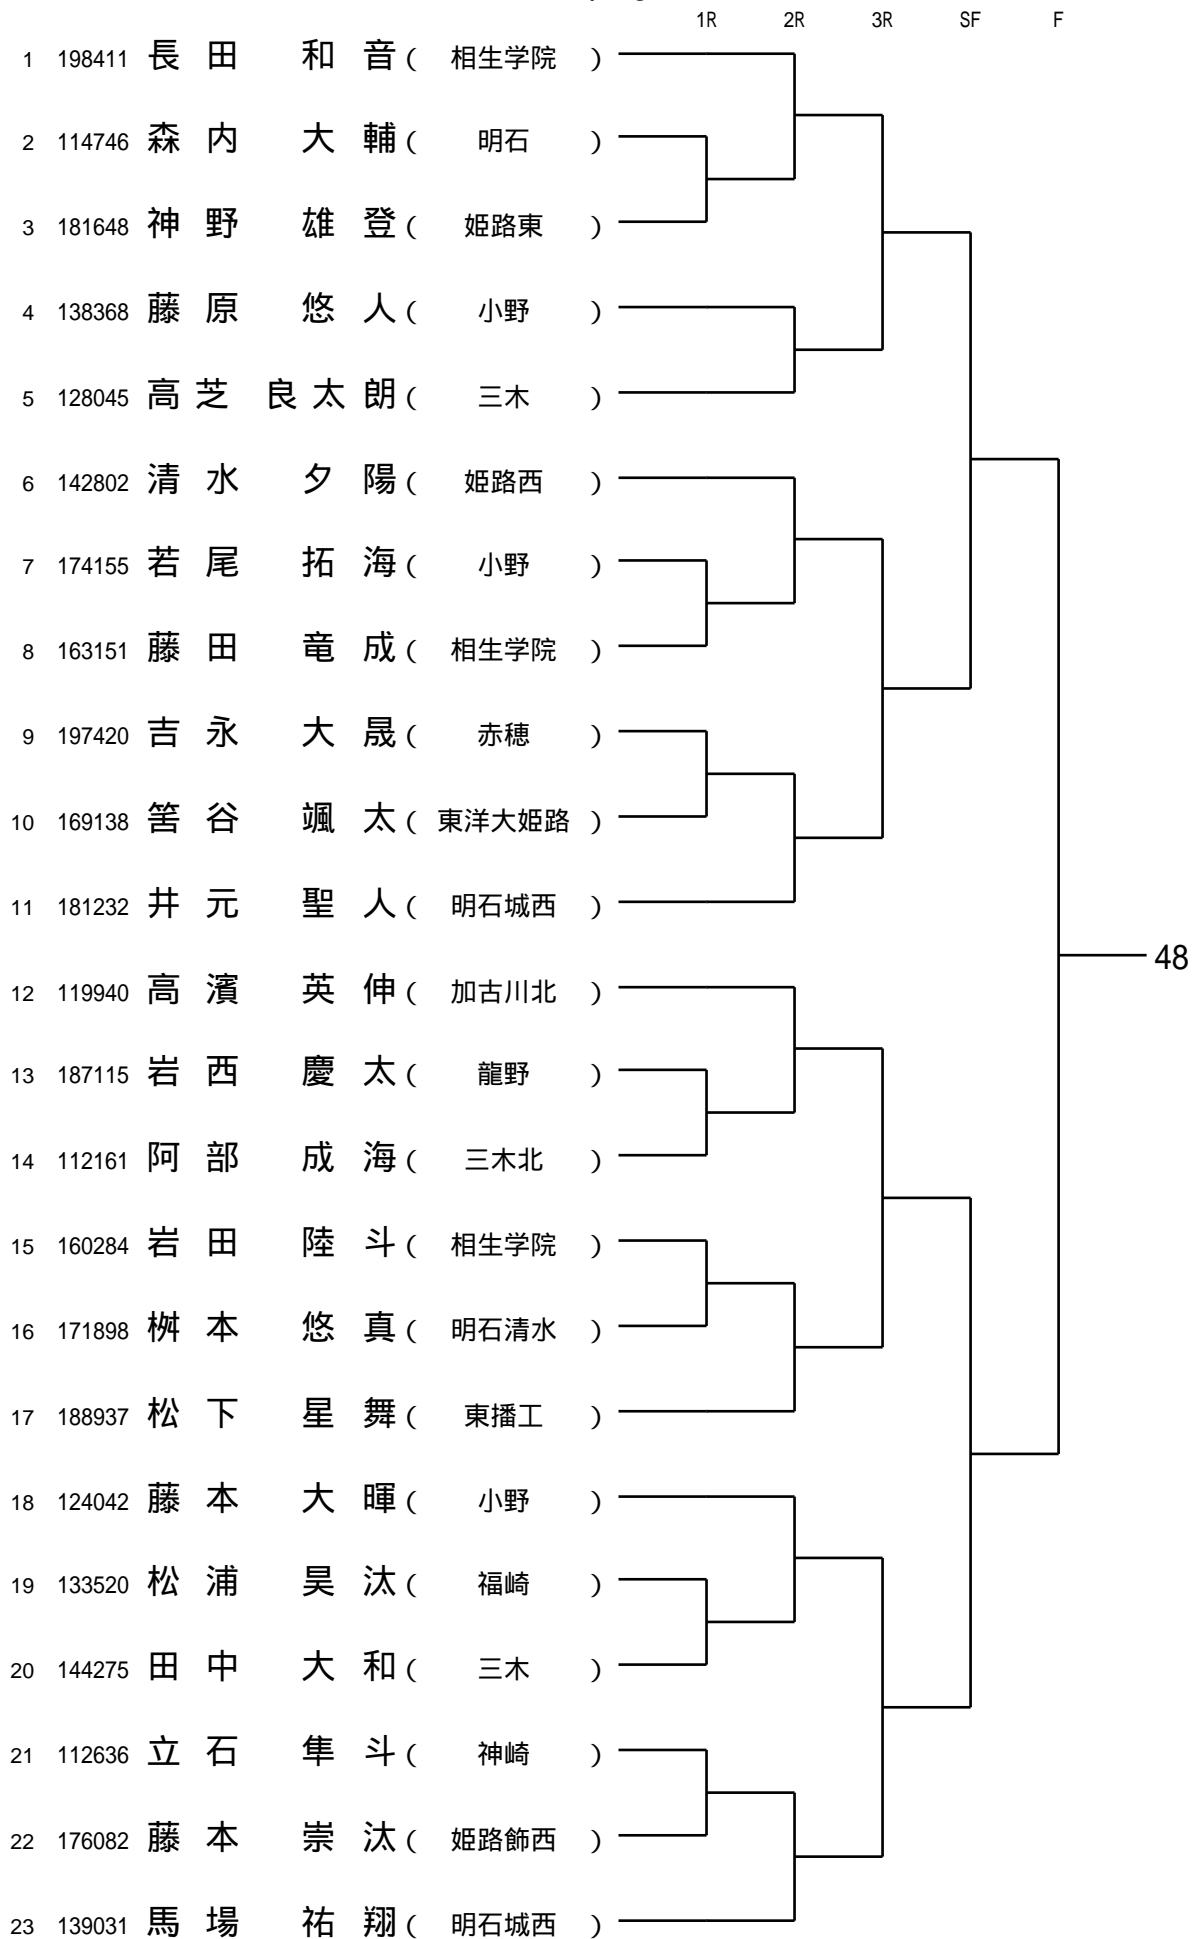 1R 2R 3R SF F
1 198411 長田 和音 ( 相生学院 )
2 114746 森内 大輔 ( 明石 )
3 181648 神野 雄登 ( 姫路東 )
4 138368 藤原 悠人 ( 小野 )
5 128045 高芝 良太朗 ( 三木 )
6 142802 清水 夕陽 ( 姫路西 )
7 174155 若尾 拓海 ( 小野 )
8 163151 藤田 竜成 ( 相生学院 )
9 197420 吉永 大晟 ( 赤穂 )
10 169138 筈谷 颯太 ( 東洋大姫路 )
11 181232 井元 聖人 ( 明石城西 )
48
12 119940 高濱 英伸 ( 加古川北 )
13 187115 岩西 慶太 ( 龍野 )
14 112161 阿部 成海 ( 三木北 )
15 160284 岩田 陸斗 ( 相生学院 )
16 171898 桝本 悠真 ( 明石清水 )
17 188937 松下 星舞 ( 東播工 )
18 124042 藤本 大暉 ( 小野 )
19 133520 松浦 昊汰 ( 福崎 )
20 144275 田中 大和 ( 三木 )
21 112636 立石 隼斗 ( 神崎 )
22 176082 藤本 崇汰 ( 姫路飾西 )
23 139031 馬場 祐翔 ( 明石城西 )